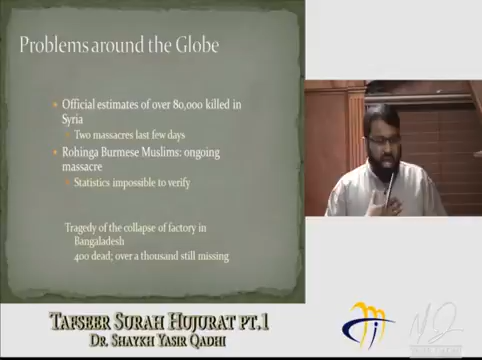 Problems around the Globe
Official estimates of over 80,000 killed in
Syria
Two massacres last few days
Rohinga Burmese Muslims: ongoing
massacre
Statistics impossible to verify
Tragedy of the collapse of factory in
Bangladesh
400 dead; over a thousand still missing
Tafseer Surah Hujurat pt.1
Dr. Shaykh Yasir Qadhi